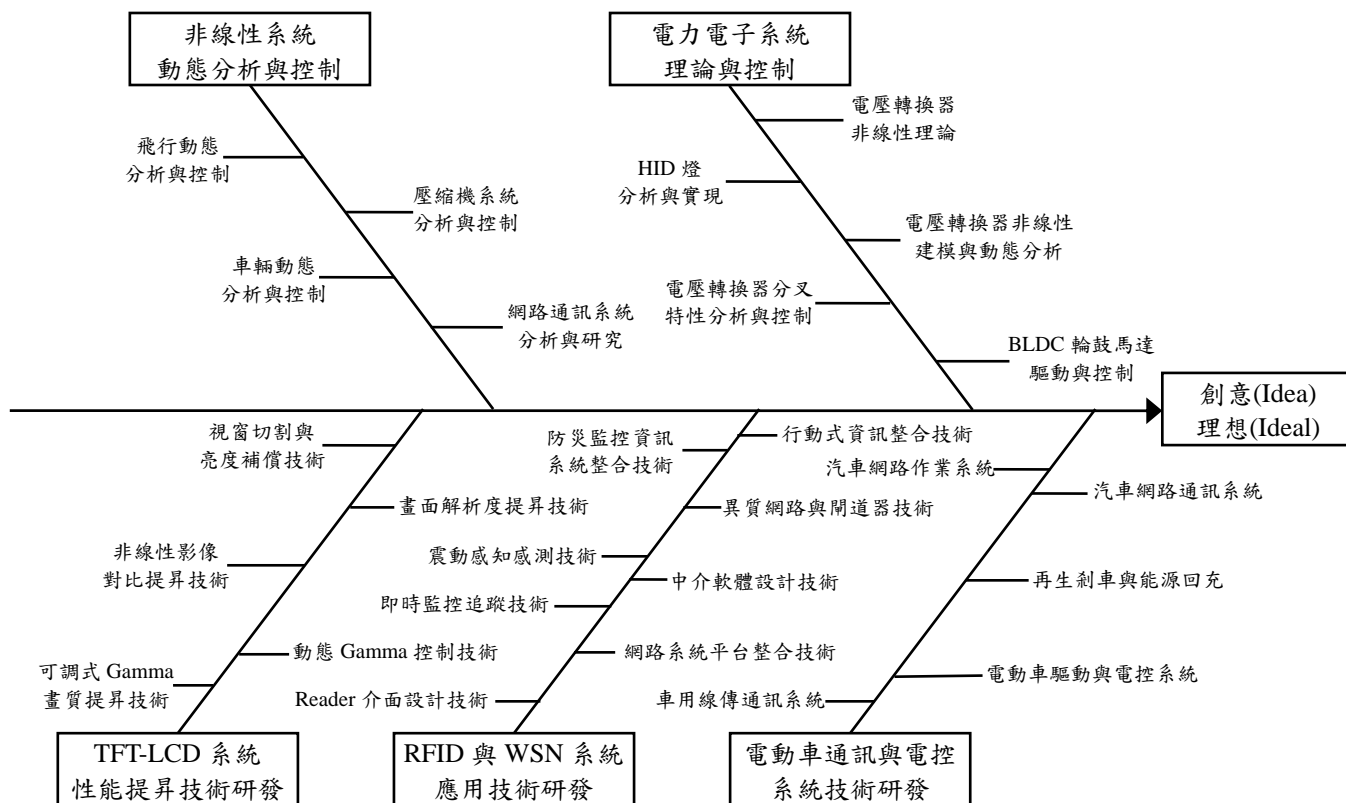 非線性系統
動態分析與控制
電力電子系統
理論與控制
飛行動態
分析與控制
壓縮機系統
分析與控制
車輛動態
分析與控制
網路通訊系統
分析與研究
電壓轉換器
非線性理論
HID 燈
分析與實現
電壓轉換器非線性
建模與動態分析
電壓轉換器分叉
特性分析與控制
BLDC 輪鼓馬達
驅動與控制
創意(Idea)
理想(Ideal)
視窗切割與
亮度補償技術
畫面解析度提昇技術
非線性影像
對比提昇技術
動態 Gamma 控制技術
可調式 Gamma
畫質提昇技術
防災監控資訊
系統整合技術
行動式資訊整合技術
異質網路與閘道器技術
震動感知感測技術
中介軟體設計技術
即時監控追蹤技術
網路系統平台整合技術
Reader 介面設計技術
汽車網路作業系統
汽車網路通訊系統
再生剎車與能源回充
電動車驅動與電控系統
車用線傳通訊系統
TFT-LCD 系統
性能提昇技術研發
RFID 與 WSN 系統
應用技術研發
電動車通訊與電控
系統技術研發